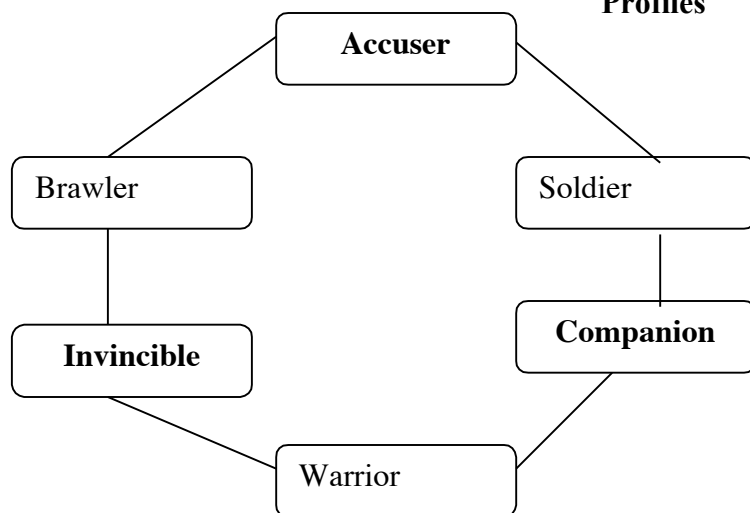 Profiles
Accuser
Brawler
Soldier
Invincible
Companion
Warrior